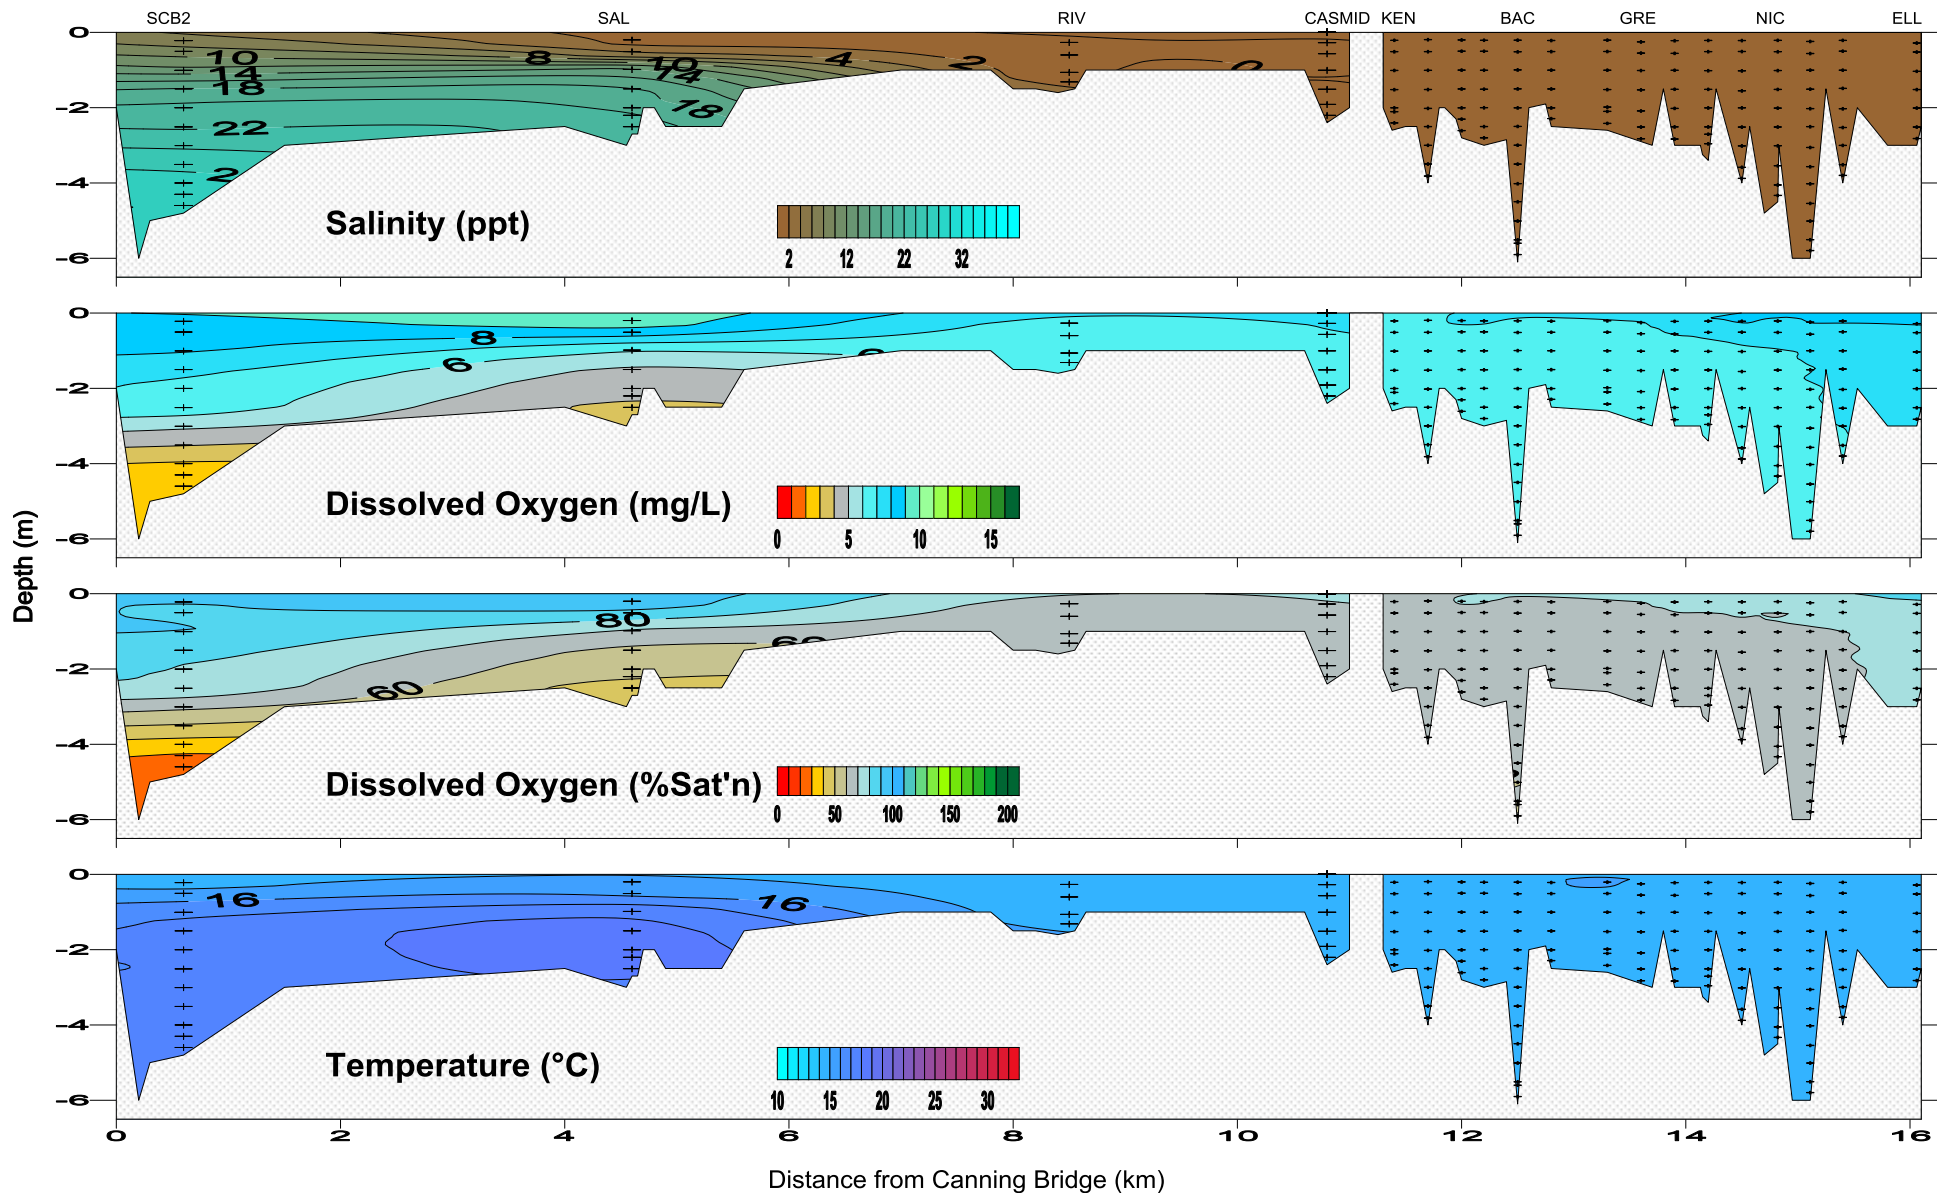 SCB2 SAL RIV CASMID KEN BAC GRE NIC ELL
0
-2
-4
-6
10
14
18
22
2
8
10
14
18
4
2
0
Salinity (ppt)
2 12 22 32
0
-2
-4
-6
8
6
Dissolved Oxygen (mg/L)
0 5 10 15
Depth (m)
0
-2
-4
-6
80
60
60
Dissolved Oxygen (%Sat'n)
0 50 100 150 200
0
-2
-4
-6
16
16
Temperature (°C)
10 15 20 25 30
0 2 4 6 8 10 12 14 16
Distance from Canning Bridge (km)